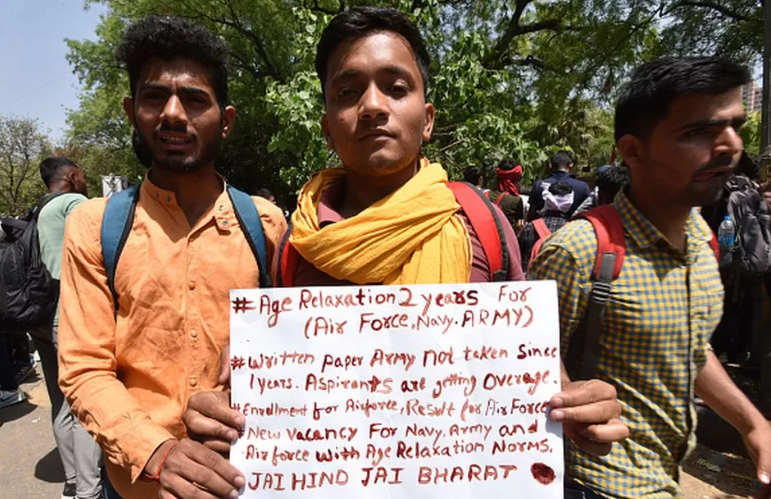 # Age Relaxation 2 years For
(Air Force, Navy, ARMY)
# Written paper Army Not taken Since
1years. Aspirants are getting Overage.
#Enrollment for Airforce, Result for Air Force
#New Vacancy For Navy, Army and
Airforce with Age Relaxation Norms.
JAI HIND JAI BHARAT